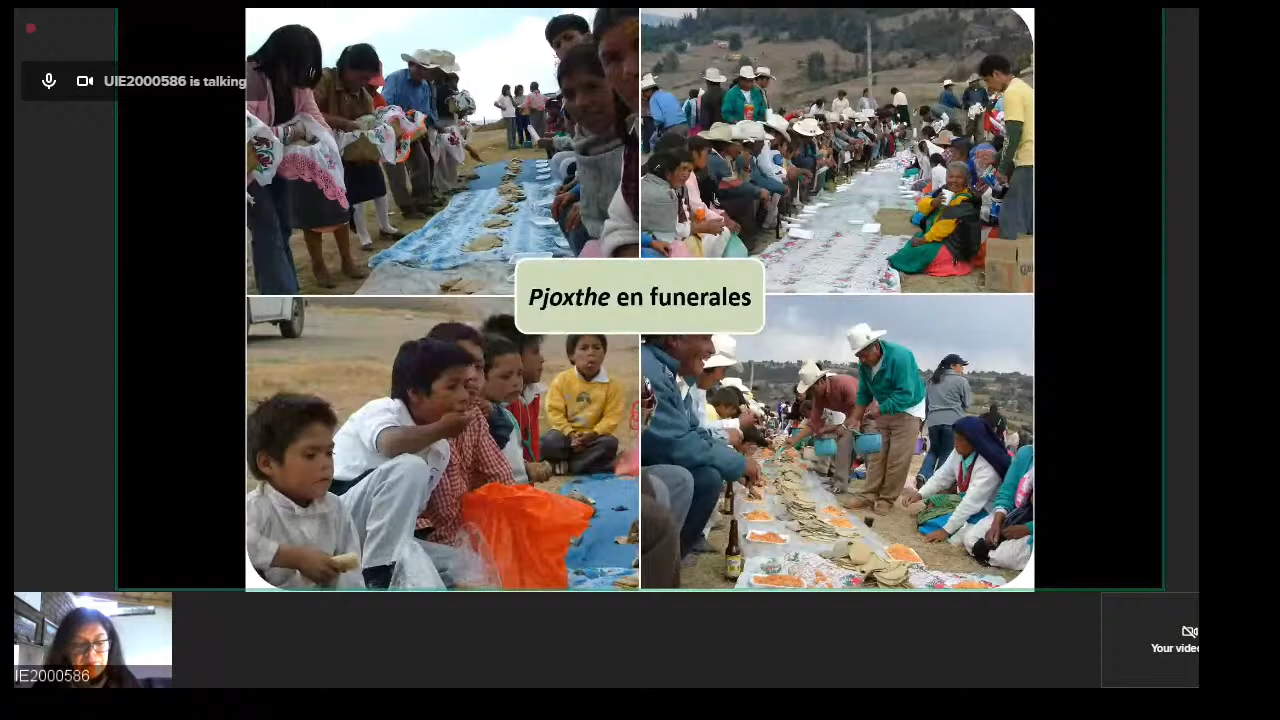 UIE2000586 is talking
Pjoxthe en funerales
IE2000586
Your vide